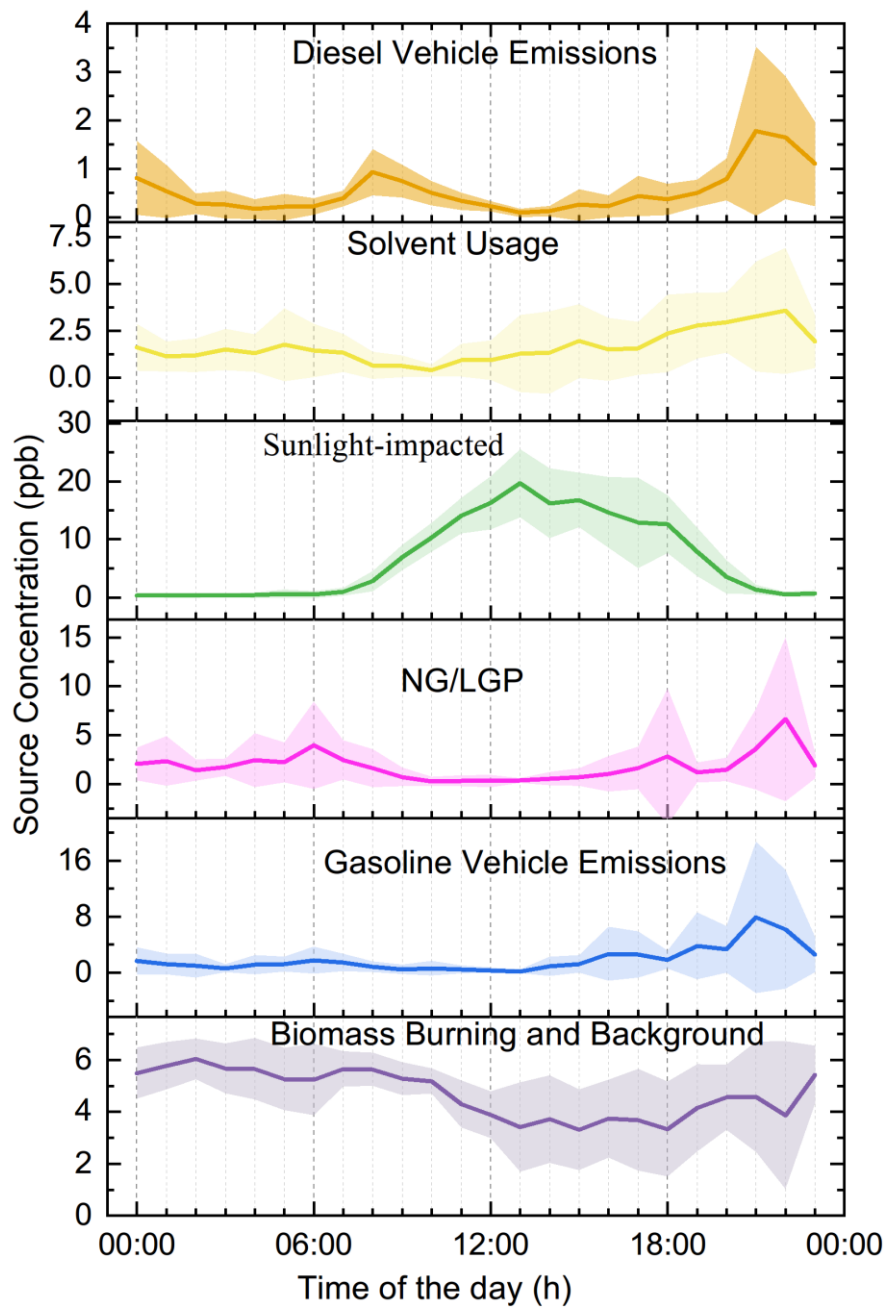 4
Diesel Vehicle Emissions
3
2
1
0
7.5
Solvent Usage
5.0
2.5
0.0
30
Sunlight-impacted
20
10
0
15
NG/LGP
10
5
0
Gasoline Vehicle Emissions
16
8
0
Biomass Burning and Background
6
4
2
0
Source Concentration (ppb)
00:00 06:00 12:00 18:00 00:00
Time of the day (h)